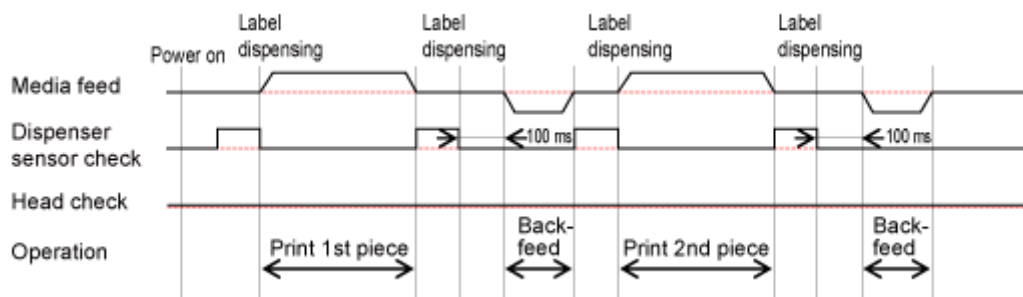 Label dispensing
Label dispensing
Label dispensing
Label dispensing
Power on
Media feed
Dispenser sensor check
100 ms
100 ms
Head check
Operation
Print 1st piece
Back-feed
Print 2nd piece
Back-feed